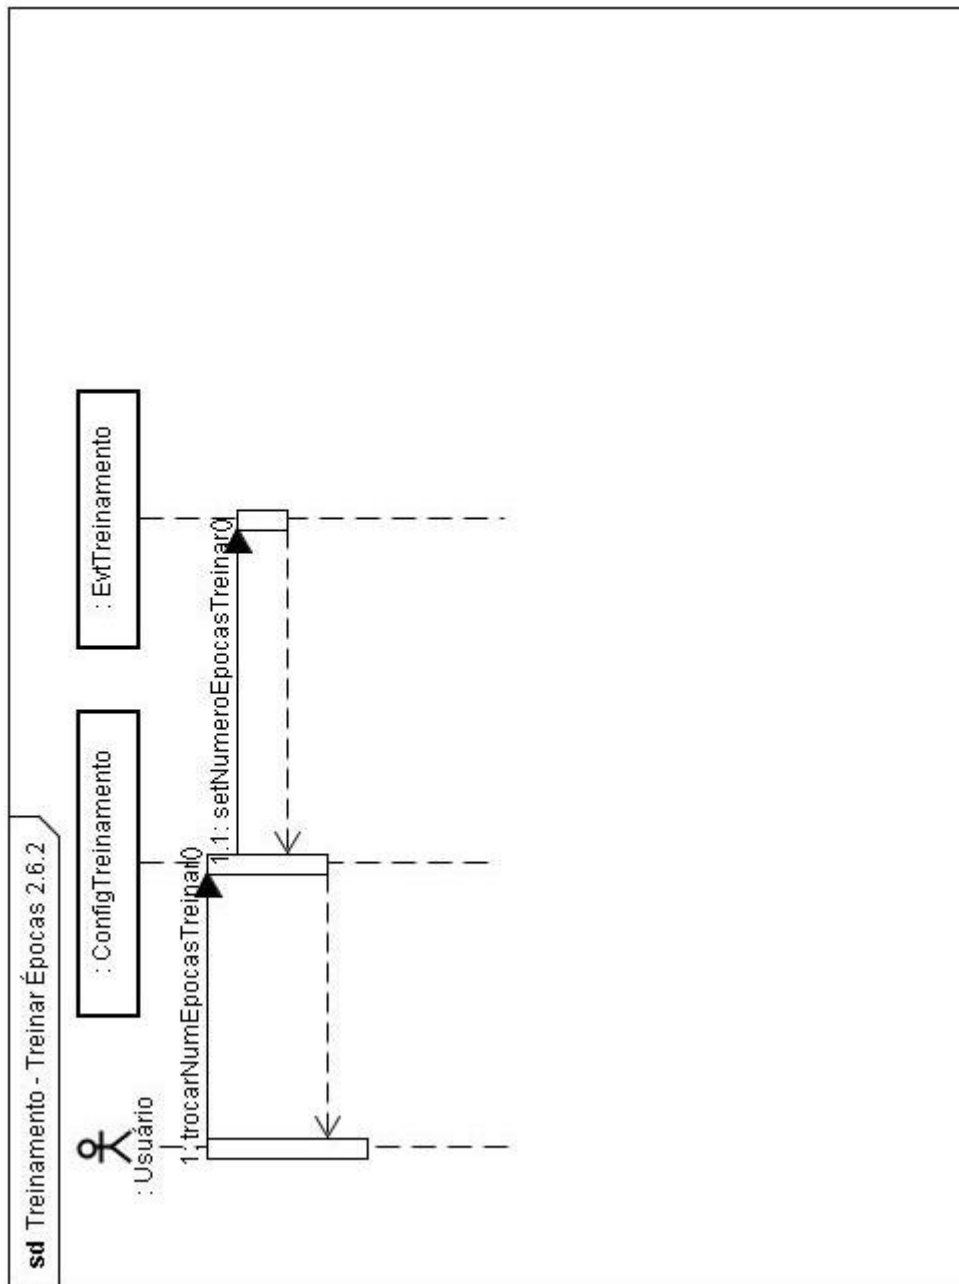 sd Treinamento - Treinar Épocas 2.6.2
: Usuário
: ConfigTreinamento
: EvtTreinamento
1: trocarNumEpocasTreinar()
1.1: setNumeroEpocasTreinar()